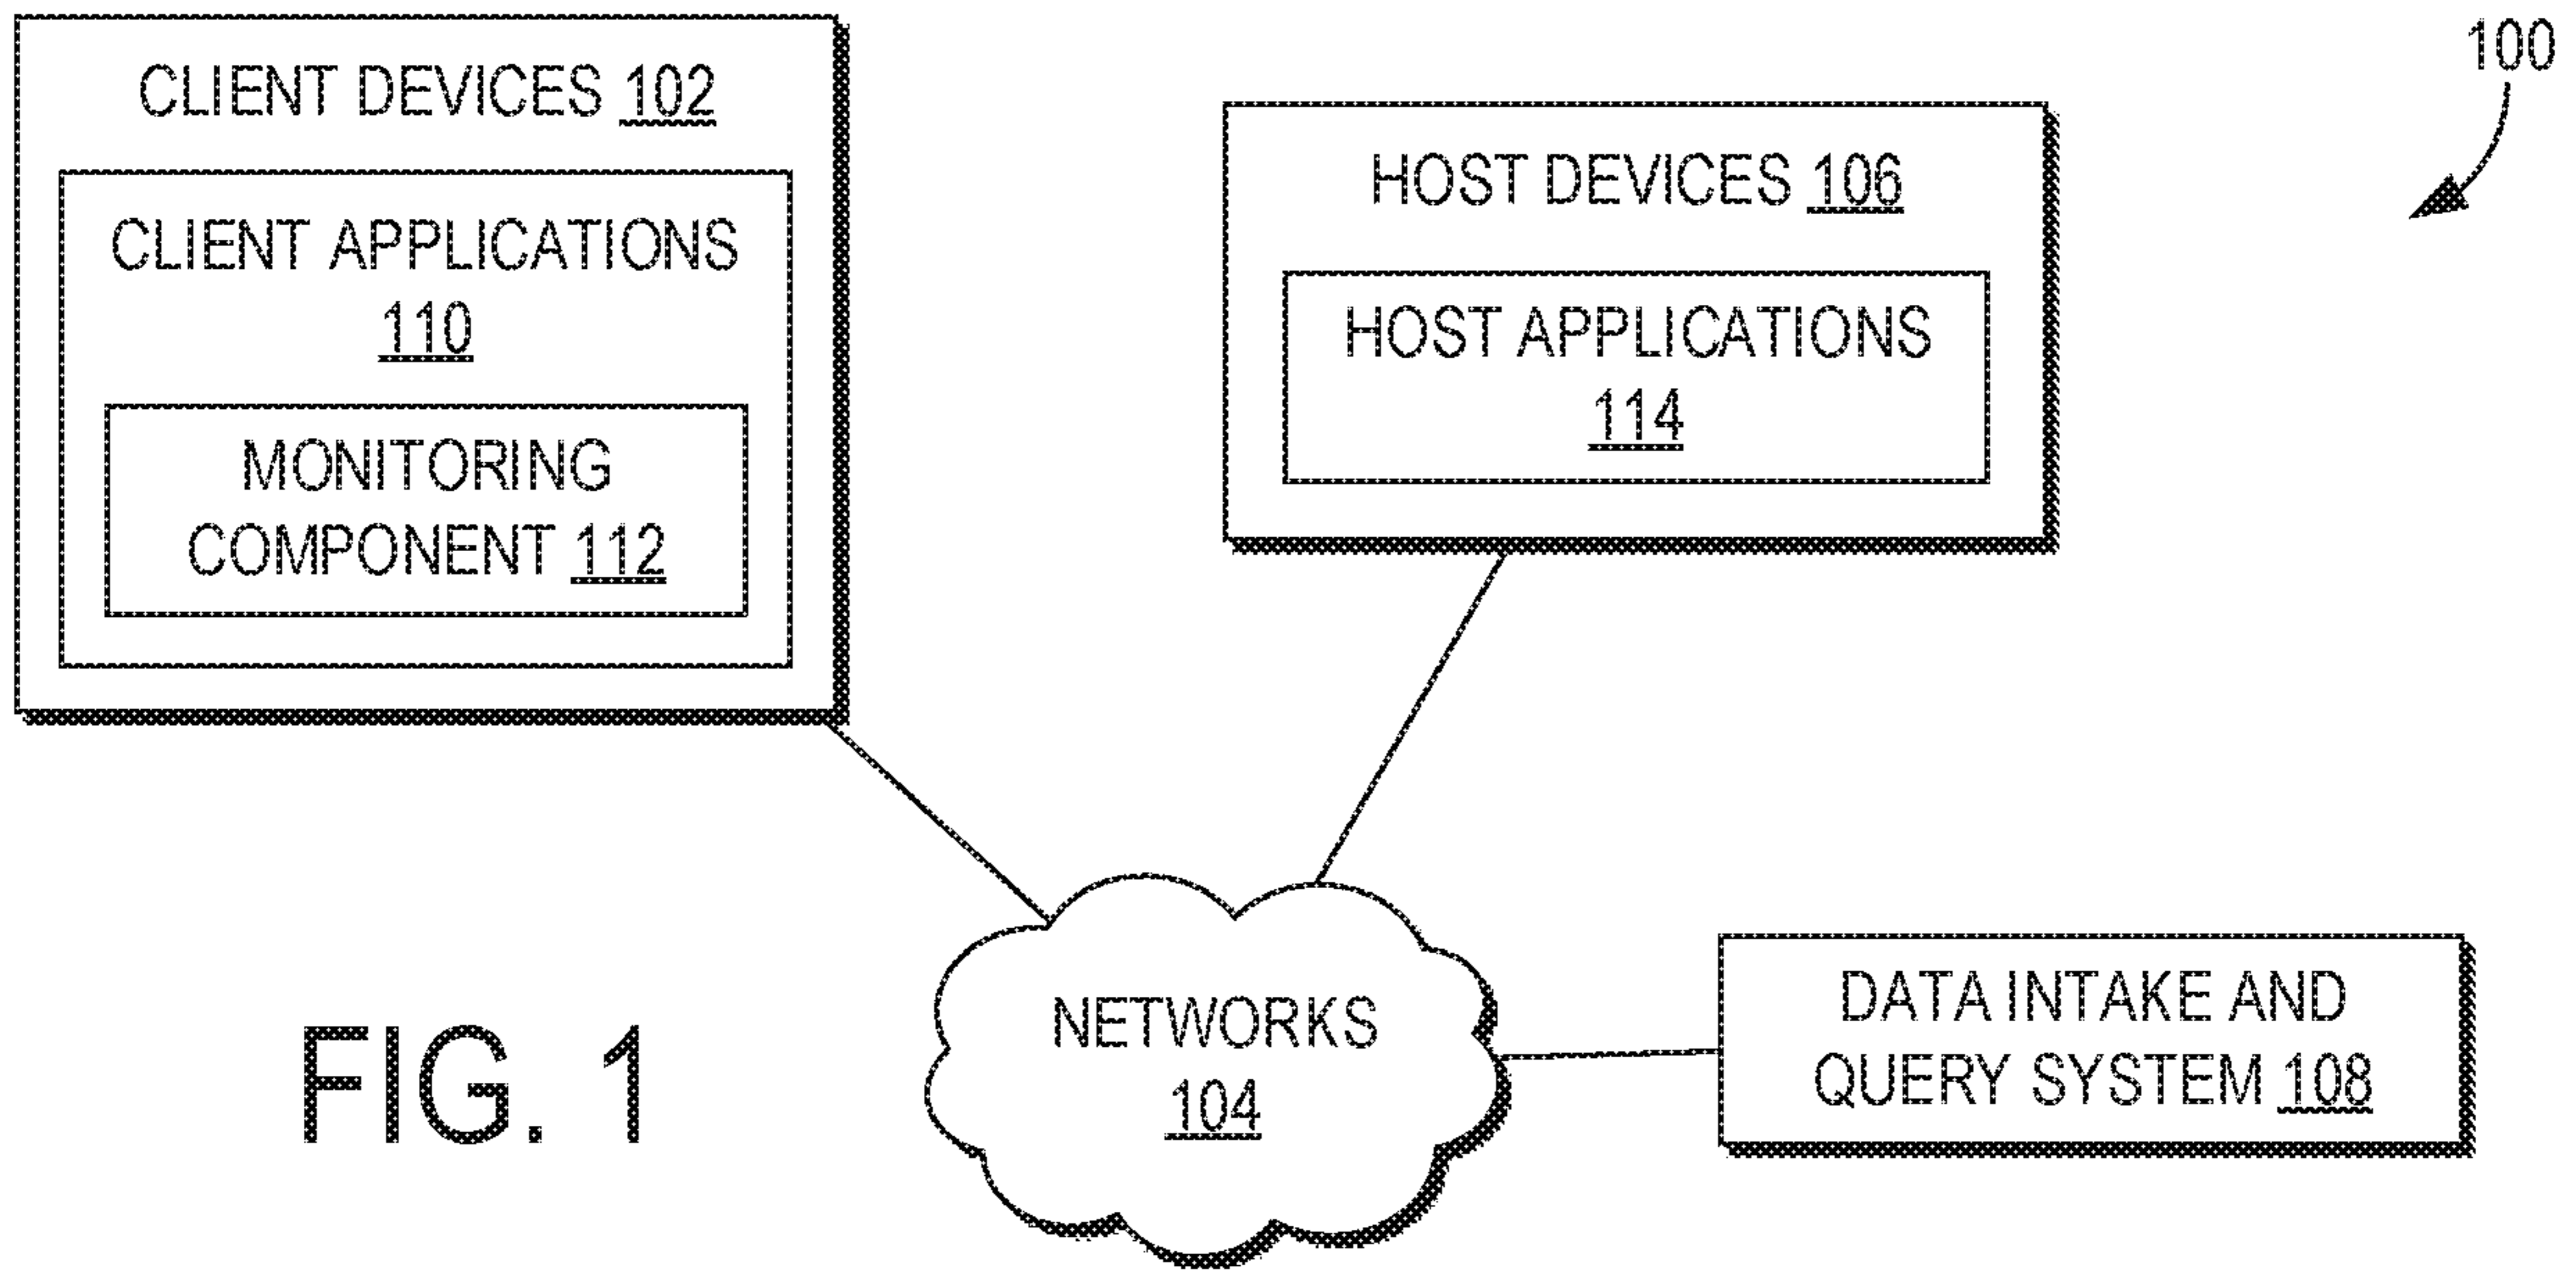 100
CLIENT DEVICES 102
CLIENT APPLICATIONS
110
MONITORING
COMPONENT 112
HOST DEVICES 106
HOST APPLICATIONS
114
NETWORKS
104
DATA INTAKE AND
QUERY SYSTEM 108
FIG. 1